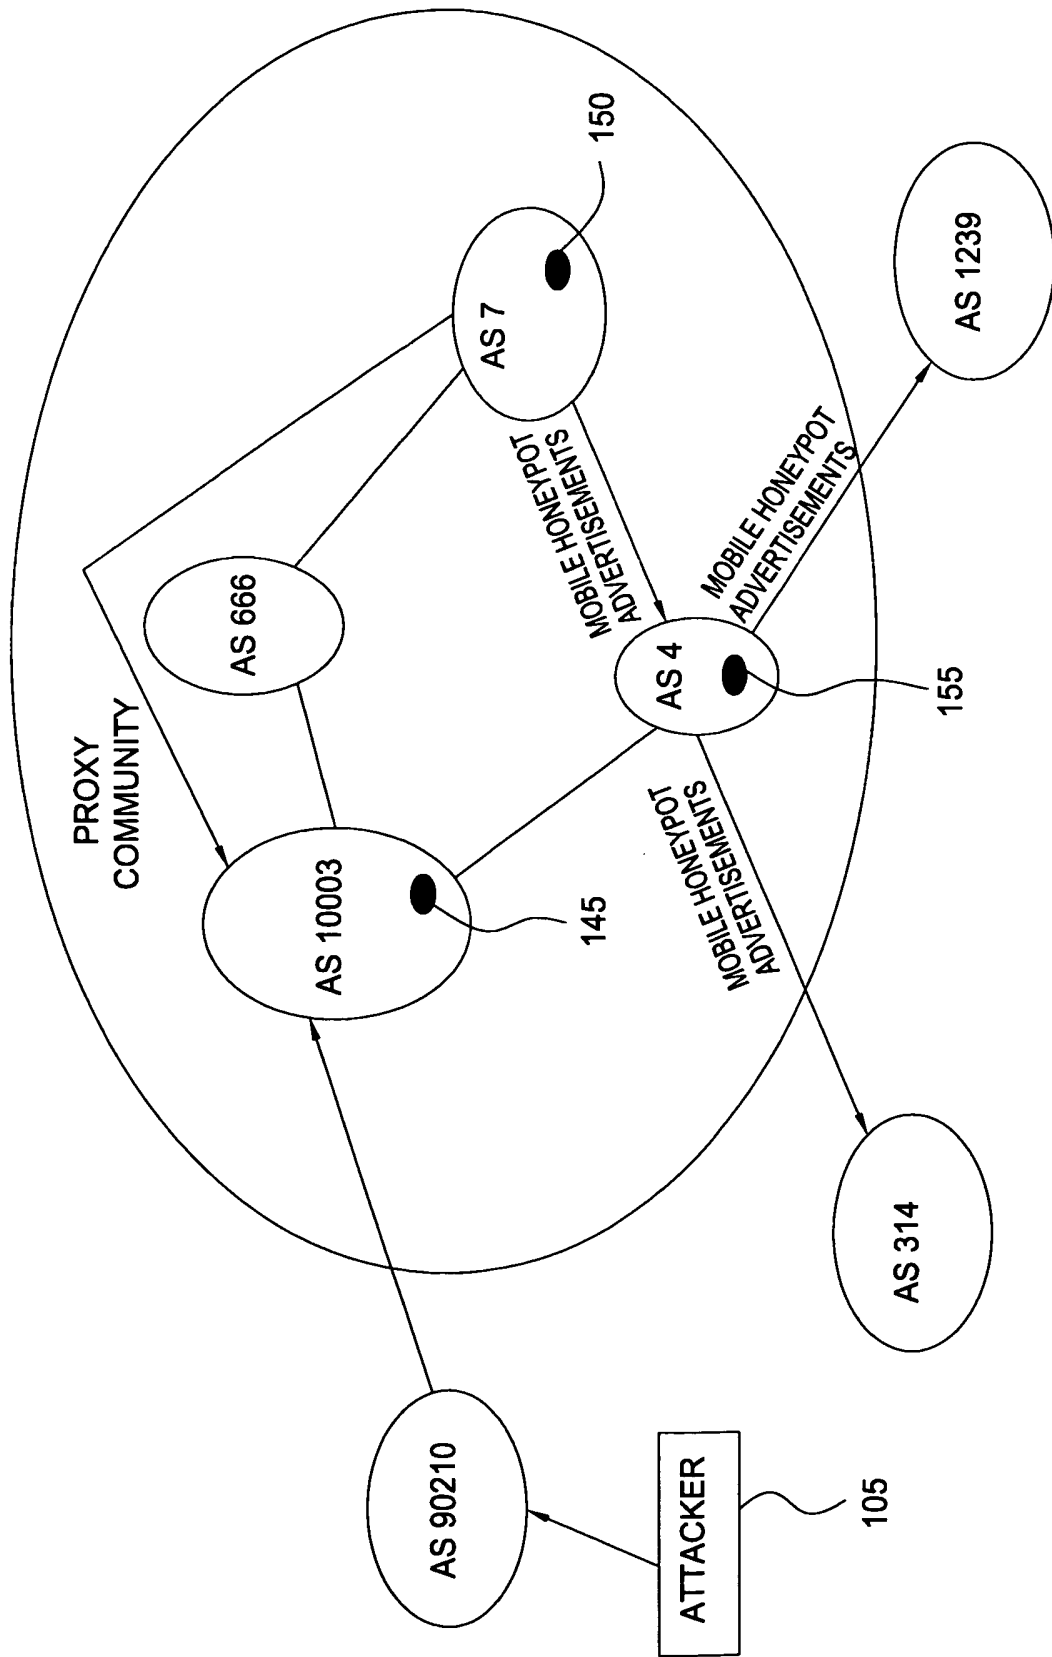 PROXY
COMMUNITY
AS 666
AS 7
150
AS 10003
145
MOBILE HONEYPOT
ADVERTISEMENTS
AS 4
155
MOBILE HONEYPOT
ADVERTISEMENTS
MOBILE HONEYPOT
ADVERTISEMENTS
AS 90210
ATTACKER
105
AS 314
AS 1239